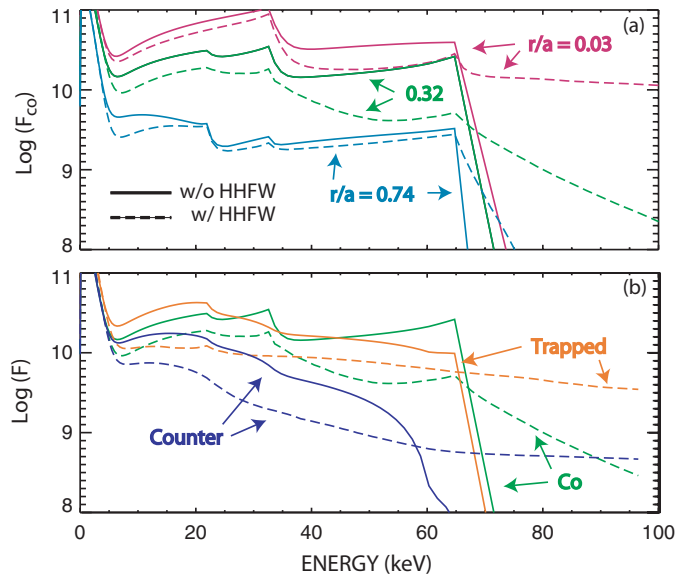 (a)
11
10
9
8
Log (F_co)
r/a = 0.03
0.32
r/a = 0.74
w/o HHFW
w/ HHFW
(b)
11
10
9
8
Log (F)
Trapped
Counter
Co
0 20 40 60 80 100
ENERGY (keV)